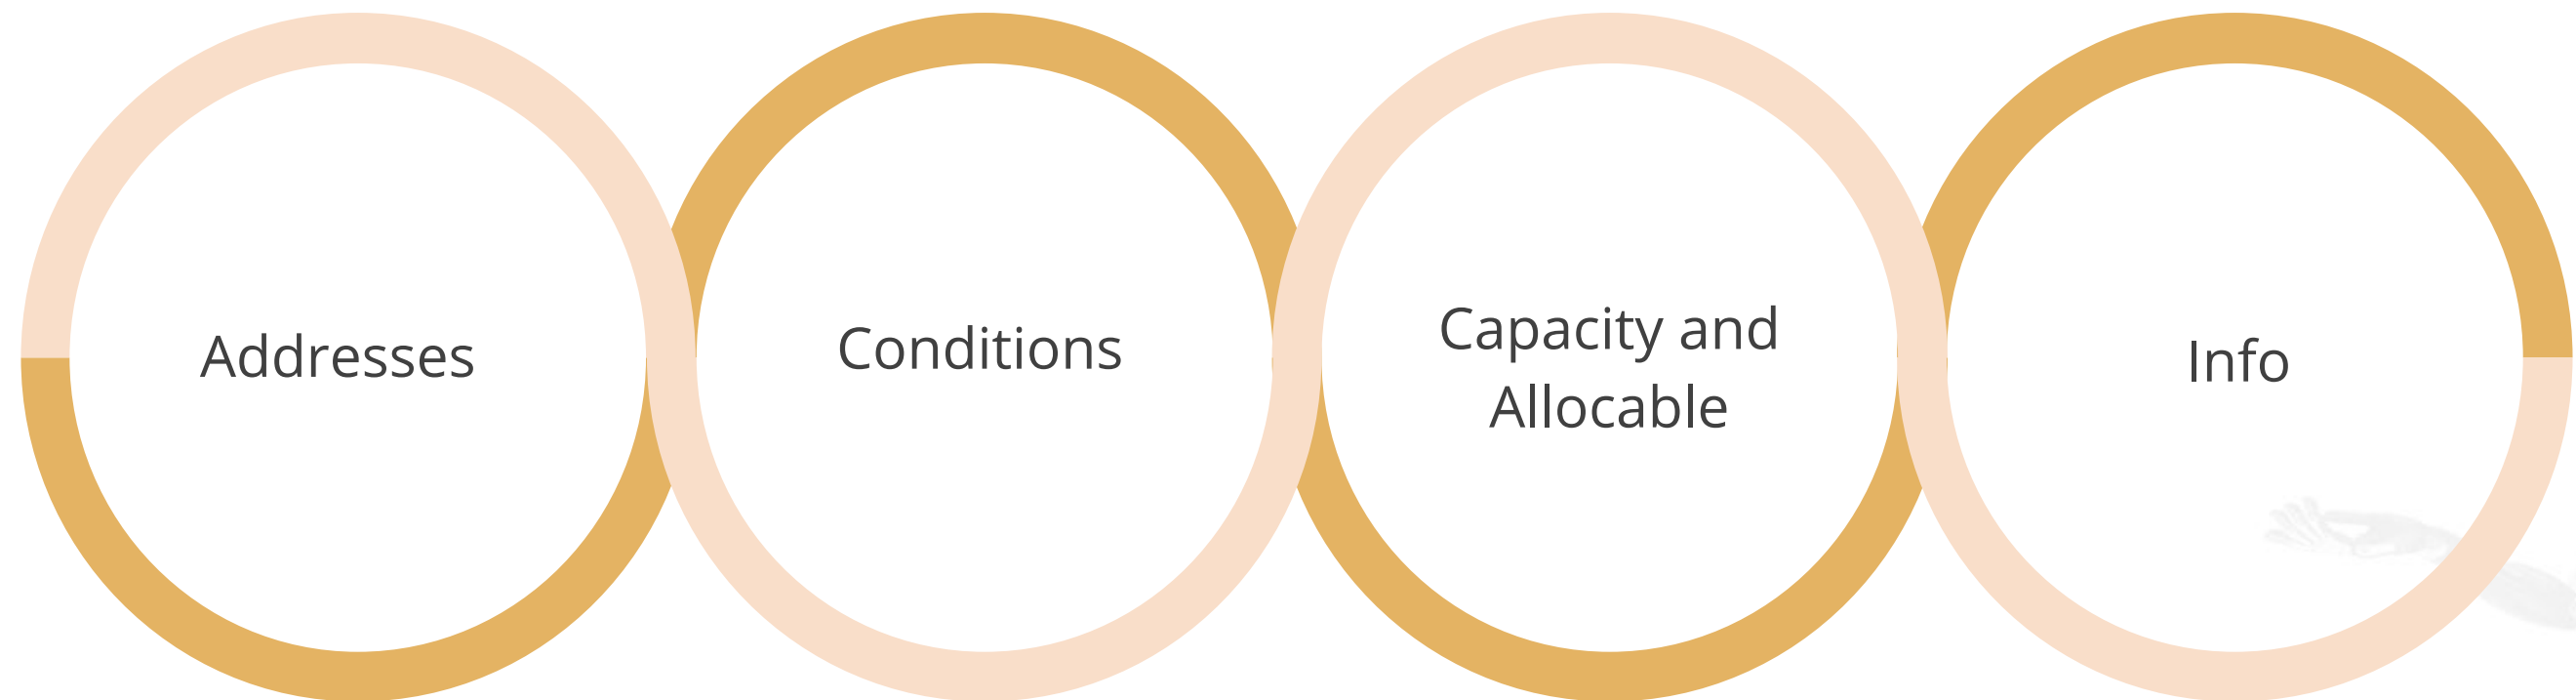 Addresses
Conditions
Capacity and
Allocable
Info